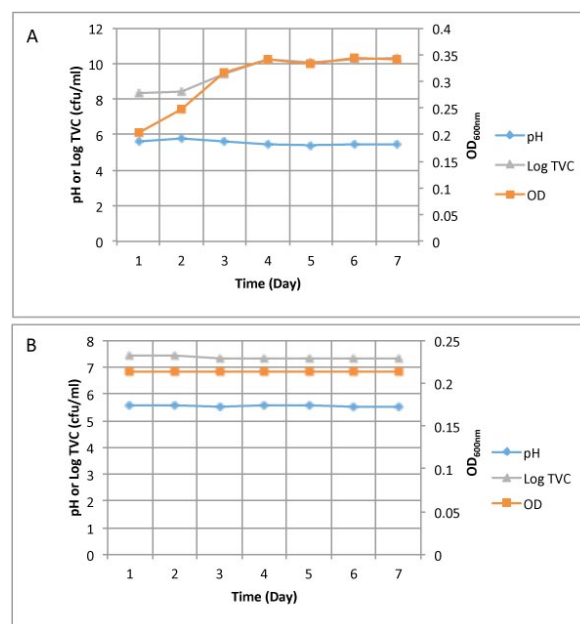 A
12
10
8
6
4
2
0
0.4
0.35
0.3
0.25
0.2
0.15
0.1
0.05
0
pH or Log TVC (cfu/ml)
OD600nm
1 2 3 4 5 6 7
Time (Day)
pH
Log TVC
OD
B
8
7
6
5
4
3
2
1
0
0.25
0.2
0.15
0.1
0.05
0
pH or Log TVC (cfu/ml)
OD600nm
1 2 3 4 5 6 7
Time (Day)
pH
Log TVC
OD